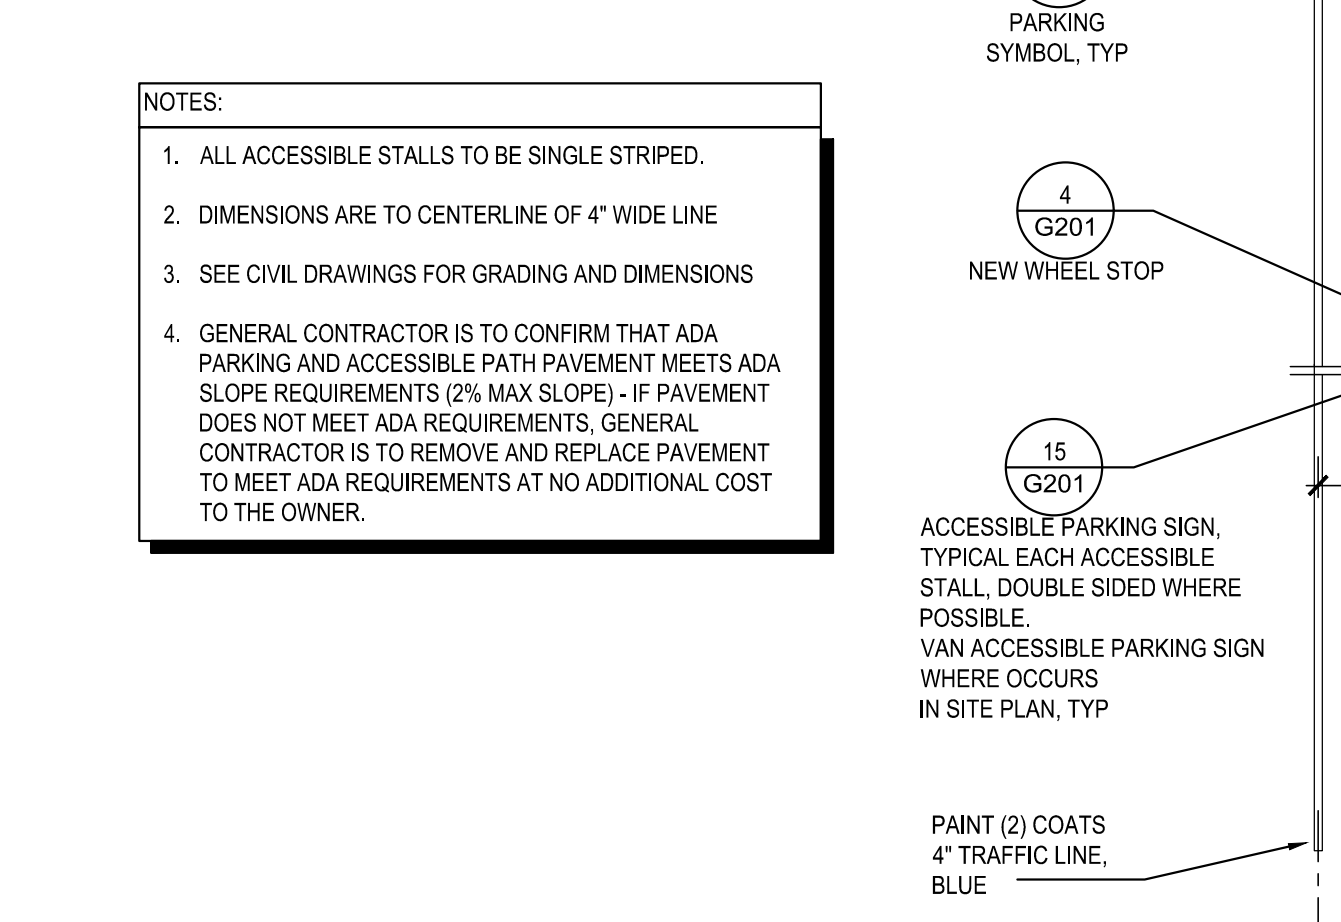 PARKING
SYMBOL, TYP
NOTES:
1. ALL ACCESSIBLE STALLS TO BE SINGLE STRIPED.
2. DIMENSIONS ARE TO CENTERLINE OF 4" WIDE LINE
3. SEE CIVIL DRAWINGS FOR GRADING AND DIMENSIONS
4. GENERAL CONTRACTOR IS TO CONFIRM THAT ADA
PARKING AND ACCESSIBLE PATH PAVEMENT MEETS ADA
SLOPE REQUIREMENTS (2% MAX SLOPE) - IF PAVEMENT
DOES NOT MEET ADA REQUIREMENTS, GENERAL
CONTRACTOR IS TO REMOVE AND REPLACE PAVEMENT
TO MEET ADA REQUIREMENTS AT NO ADDITIONAL COST
TO THE OWNER.
4
G201
NEW WHEEL STOP
15
G201
ACCESSIBLE PARKING SIGN,
TYPICAL EACH ACCESSIBLE
STALL, DOUBLE SIDED WHERE
POSSIBLE.
VAN ACCESSIBLE PARKING SIGN
WHERE OCCURS
IN SITE PLAN, TYP
PAINT (2) COATS
4" TRAFFIC LINE,
BLUE